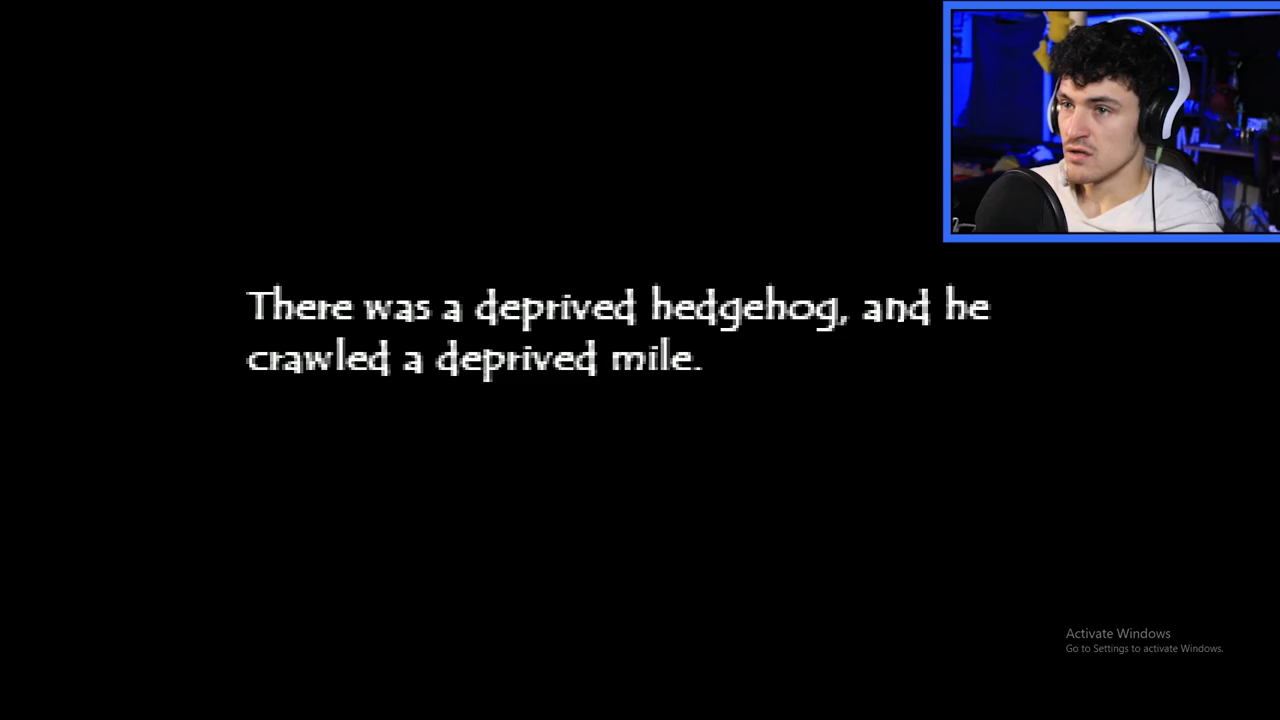 There was a deprived hedgehog, and he
crawled a deprived mile.
Activate Windows
Go to Settings to activate Windows.